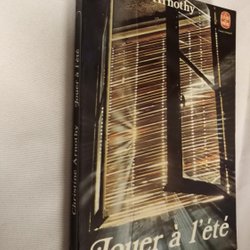 Arnothy
Jouer à l'été
Christine Arnothy Jouer à l'été